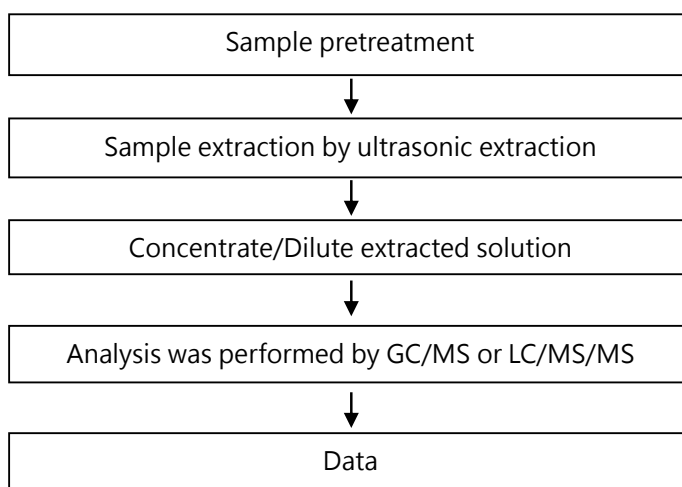 Sample pretreatment
Sample extraction by ultrasonic extraction
Concentrate/Dilute extracted solution
Analysis was performed by GC/MS or LC/MS/MS
Data